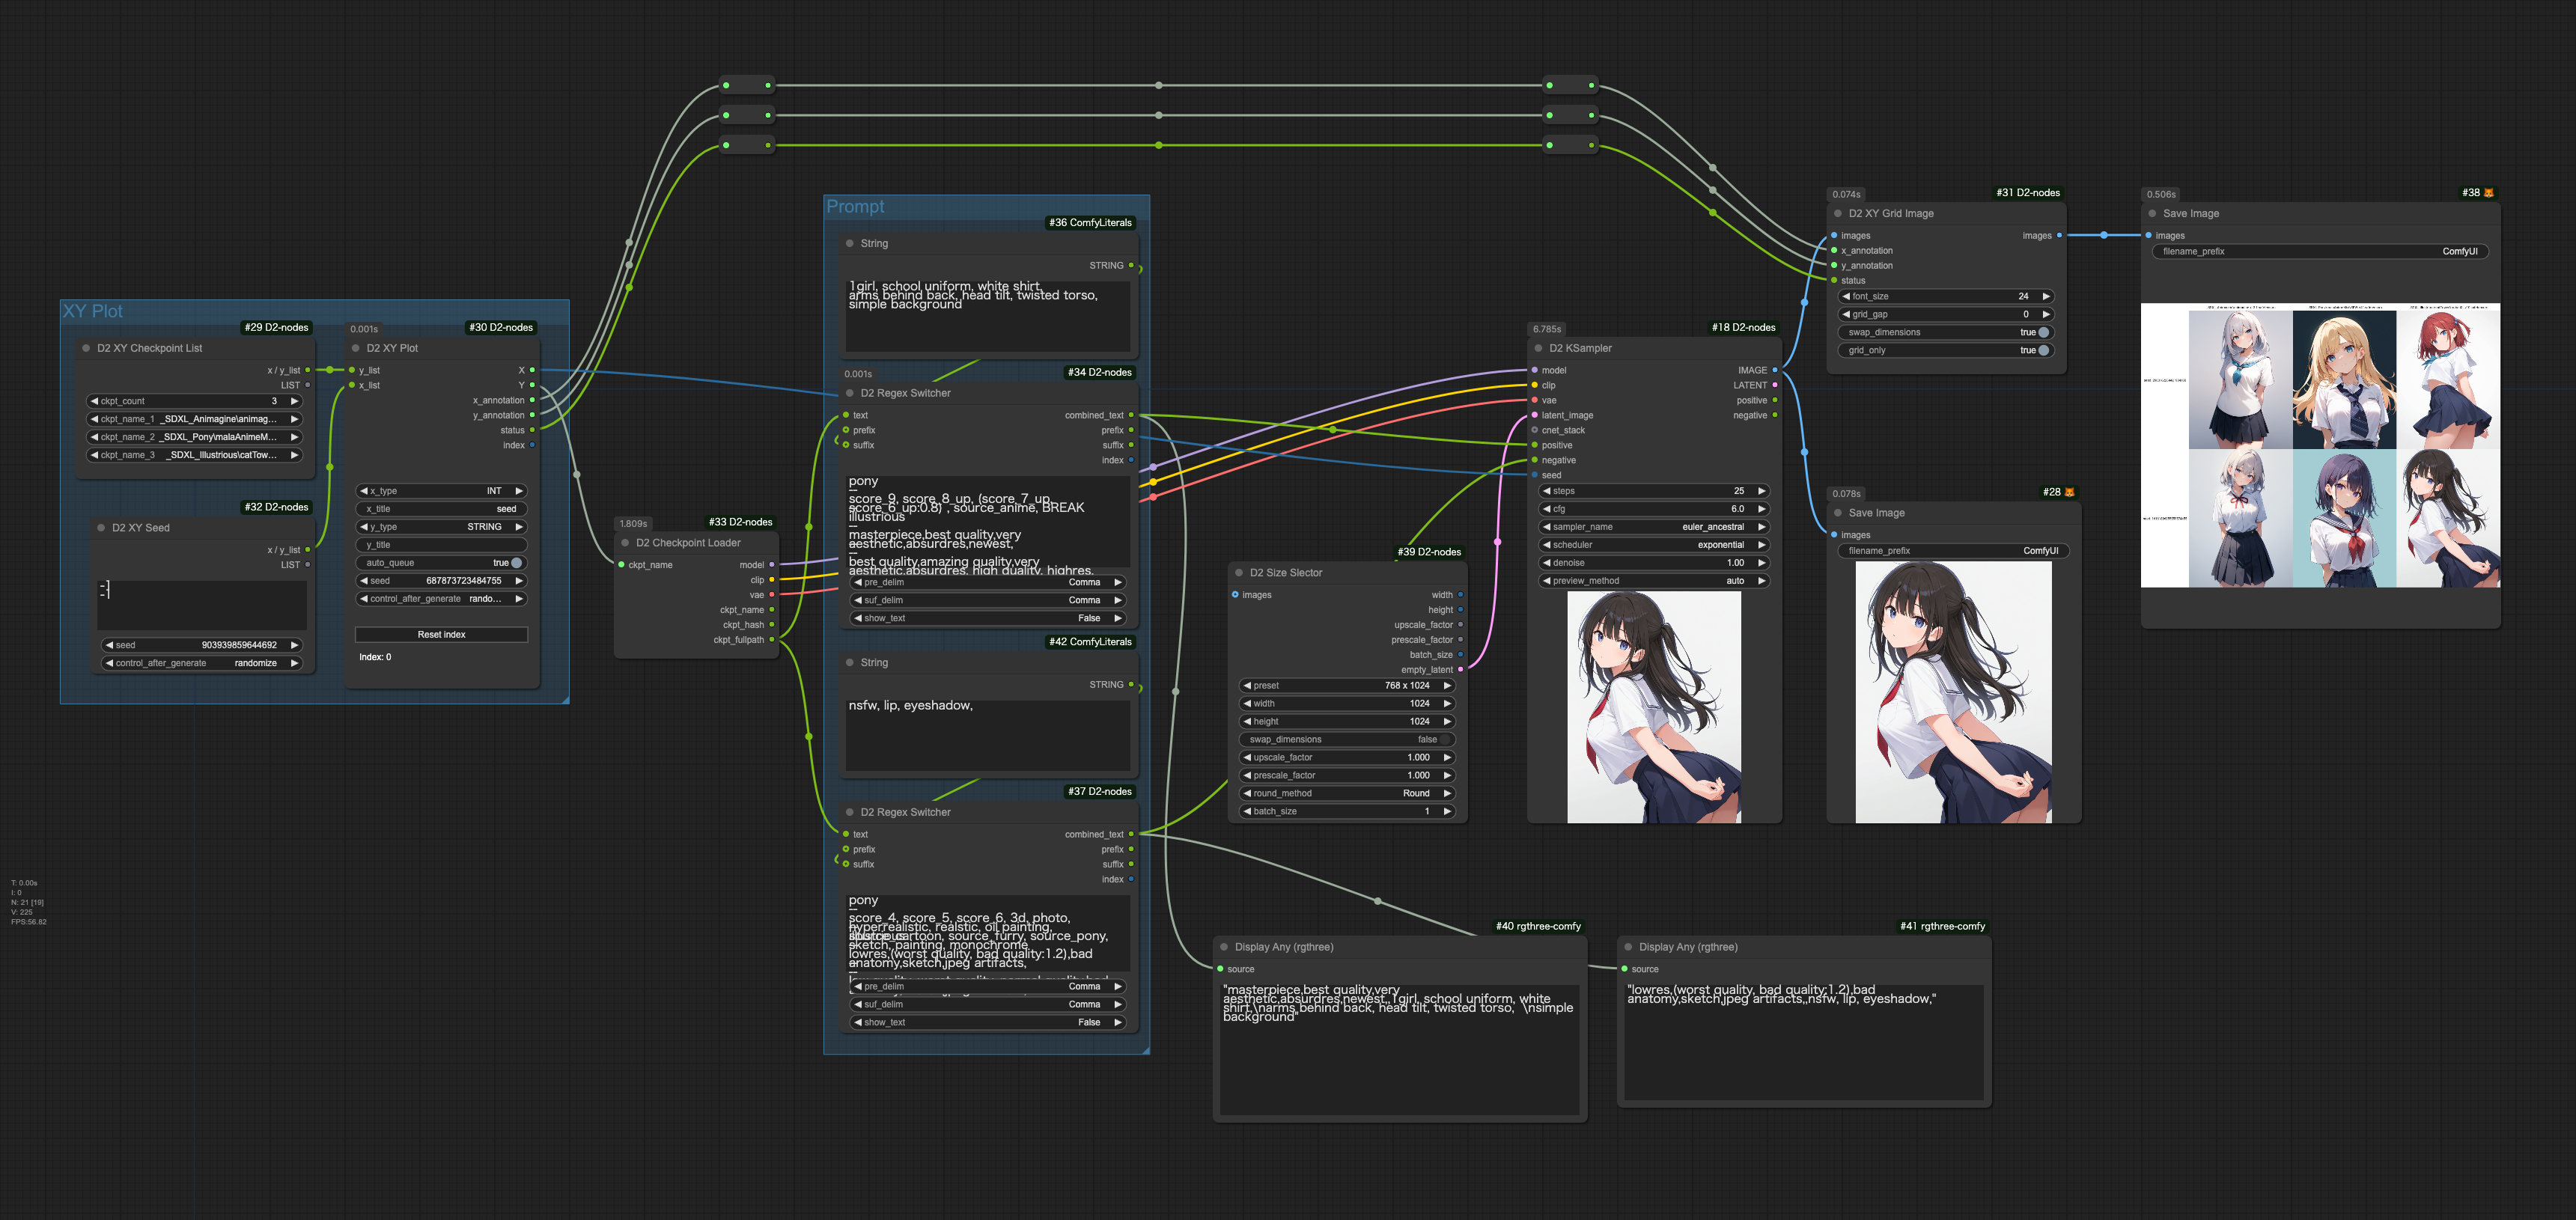 XY Plot
#29 D2-nodes
D2 XY Checkpoint List
x / y_list
LIST
ckpt_count 3
ckpt_name_1 _SDXL_Animagine\animag...
ckpt_name_2 _SDXL_Pony\malaAnimeM...
ckpt_name_3 _SDXL_Illustrious\catTow...
#32 D2-nodes
D2 XY Seed
x / y_list
LIST
-1
-1
seed 903939859644692
control_after_generate randomize
0.001s
#30 D2-nodes
D2 XY Plot
y_list X
x_list Y
x_annotation
y_annotation
status
index
x_type INT
x_title seed
y_type STRING
y_title
auto_queue true
seed 687873723484755
control_after_generate rando...
Reset index
Index: 0
1.809s
#33 D2-nodes
D2 Checkpoint Loader
ckpt_name model
clip
vae
ckpt_name
ckpt_hash
ckpt_fullpath
Prompt
#36 ComfyLiterals
String
STRING
1girl, school uniform, white shirt,
arms behind back, head tilt, twisted torso,
simple background
0.001s
#34 D2-nodes
D2 Regex Switcher
text combined_text
prefix prefix
suffix suffix
index
pony
--
score_9, score_8_up, (score_7_up,
score_6_up:0.8) , source_anime, BREAK
illustrious
--
masterpiece,best quality,very
aesthetic,absurdres,newest,
--
best quality,amazing quality,very
aesthetic,absurdres, high quality, highres,
pre_delim Comma
suf_delim Comma
show_text False
#42 ComfyLiterals
String
STRING
nsfw, lip, eyeshadow,
#37 D2-nodes
D2 Regex Switcher
text combined_text
prefix prefix
suffix suffix
index
pony
--
score_4, score_5, score_6, 3d, photo,
hyperrealistic, realstic, oil painting,
source_cartoon, source_furry, source_pony,
sketch, painting, monochrome
illustrious
lowres,(worst quality, bad quality:1.2),bad
anatomy,sketch,jpeg artifacts,
--
pre_delim Comma
suf_delim Comma
show_text False
#39 D2-nodes
D2 Size Slector
images width
height
upscale_factor
prescale_factor
batch_size
empty_latent
preset 768 x 1024
width 1024
height 1024
swap_dimensions false
upscale_factor 1.000
prescale_factor 1.000
round_method Round
batch_size 1
6.785s
#18 D2-nodes
D2 KSampler
model IMAGE
clip LATENT
vae positive
latent_image negative
cnet_stack
positive
negative
seed
steps 25
cfg 6.0
sampler_name euler_ancestral
scheduler exponential
denoise 1.00
preview_method auto
0.074s
#31 D2-nodes
D2 XY Grid Image
images images
x_annotation
y_annotation
status
font_size 24
grid_gap 0
swap_dimensions true
grid_only true
0.078s
#28
Save Image
images
filename_prefix ComfyUI
0.506s
#38
Save Image
images
filename_prefix ComfyUI
#40 rgthree-comfy
Display Any (rgthree)
source
"masterpiece,best quality,very
aesthetic,absurdres,newest,,1girl, school uniform, white
shirt,\narms behind back, head tilt, twisted torso, \nsimple
background"
#41 rgthree-comfy
Display Any (rgthree)
source
"lowres,(worst quality, bad quality:1.2),bad
anatomy,sketch,jpeg artifacts,,nsfw, lip, eyeshadow,"
T: 0.00s
I: 0
N: 21 [19]
V: 225
FPS:56.82